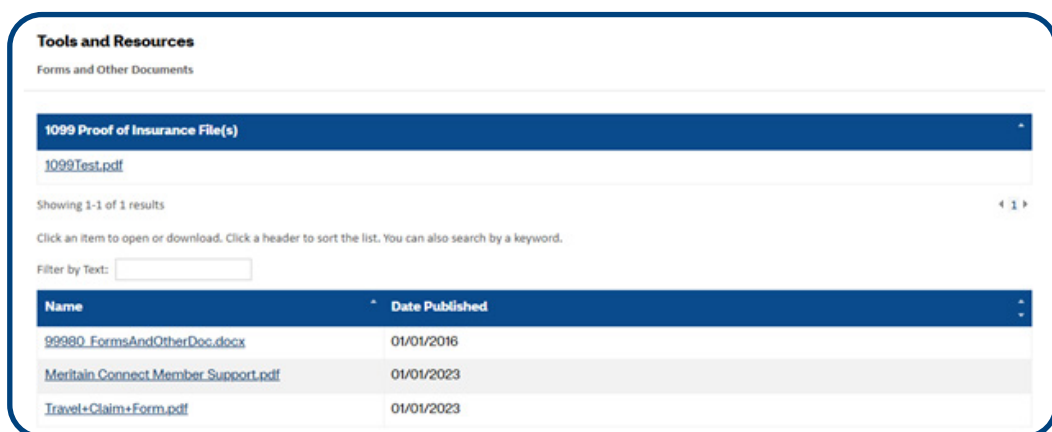 Tools and Resources
Forms and Other Documents
1099 Proof of Insurance File(s)
1099Test.pdf
Showing 1-1 of 1 results 1
Click an item to open or download. Click a header to sort the list. You can also search by a keyword.
Filter by Text:
Name Date Published
99980_FormsAndOtherDoc.docx 01/01/2016
Meritain Connect Member Support.pdf 01/01/2023
Travel+Claim+Form.pdf 01/01/2023